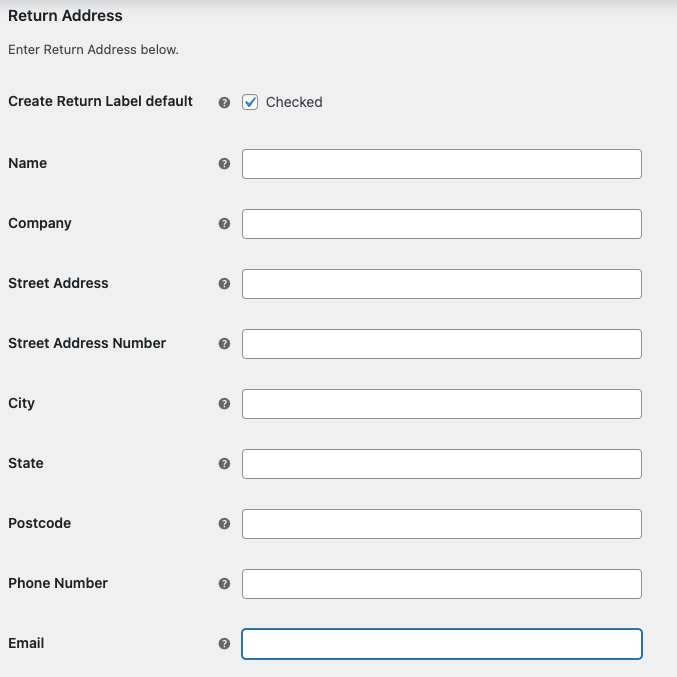 Return Address
Enter Return Address below.
Create Return Label default ? Checked
Name ?
Company ?
Street Address ?
Street Address Number ?
City ?
State ?
Postcode ?
Phone Number ?
Email ?